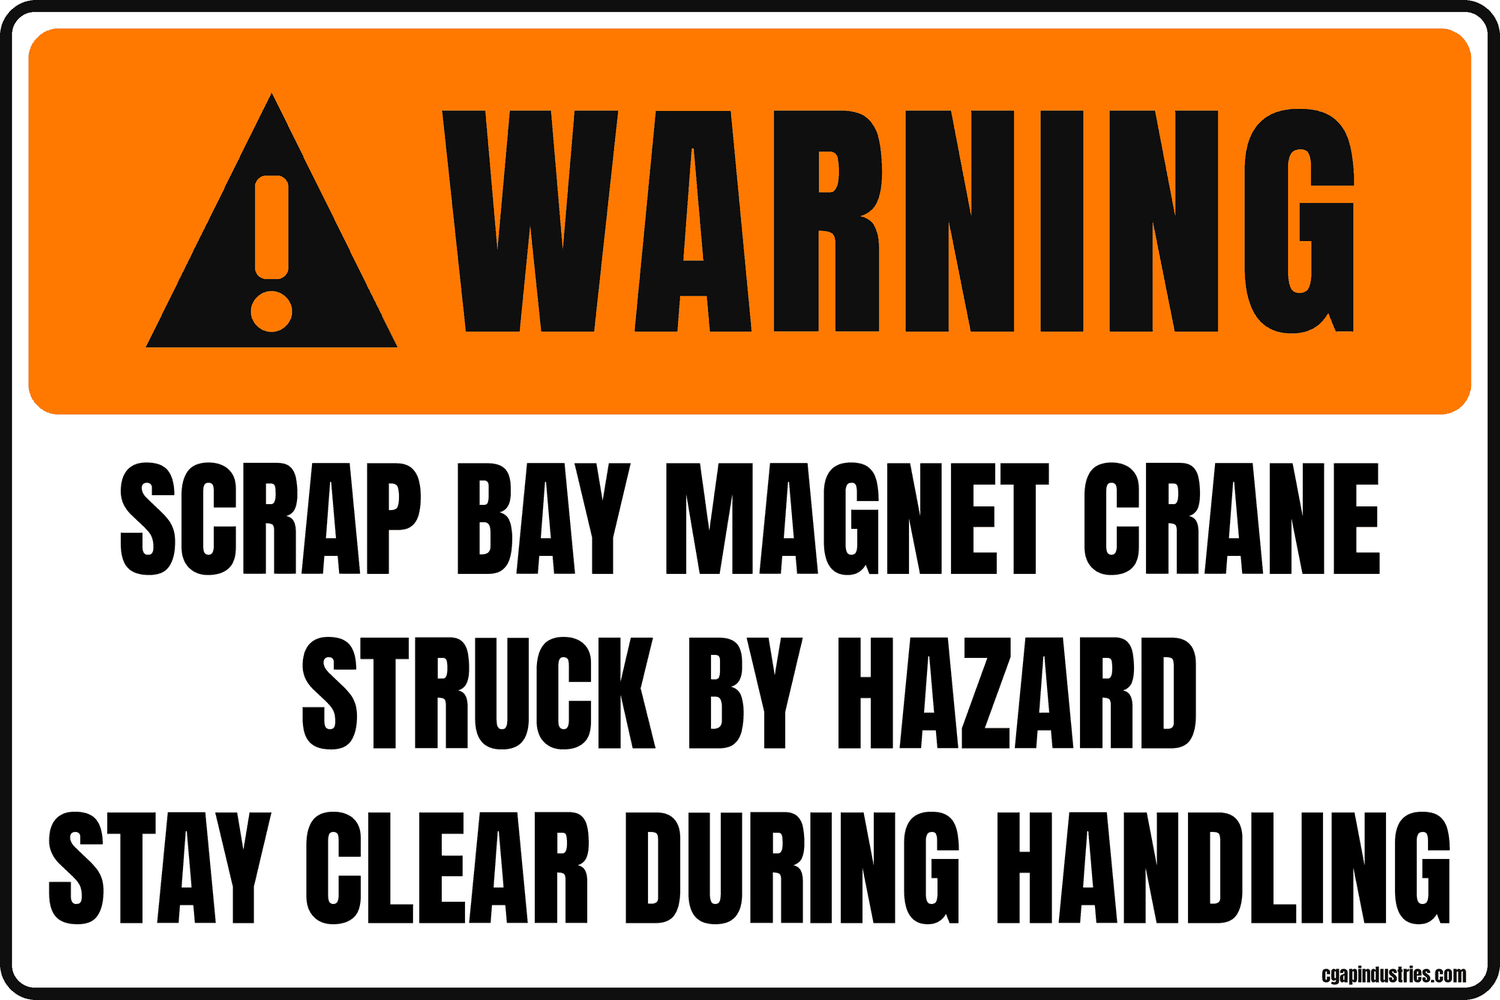 WARNING
SCRAP BAY MAGNET CRANE
STRUCK BY HAZARD
STAY CLEAR DURING HANDLING
cgapindustries.com